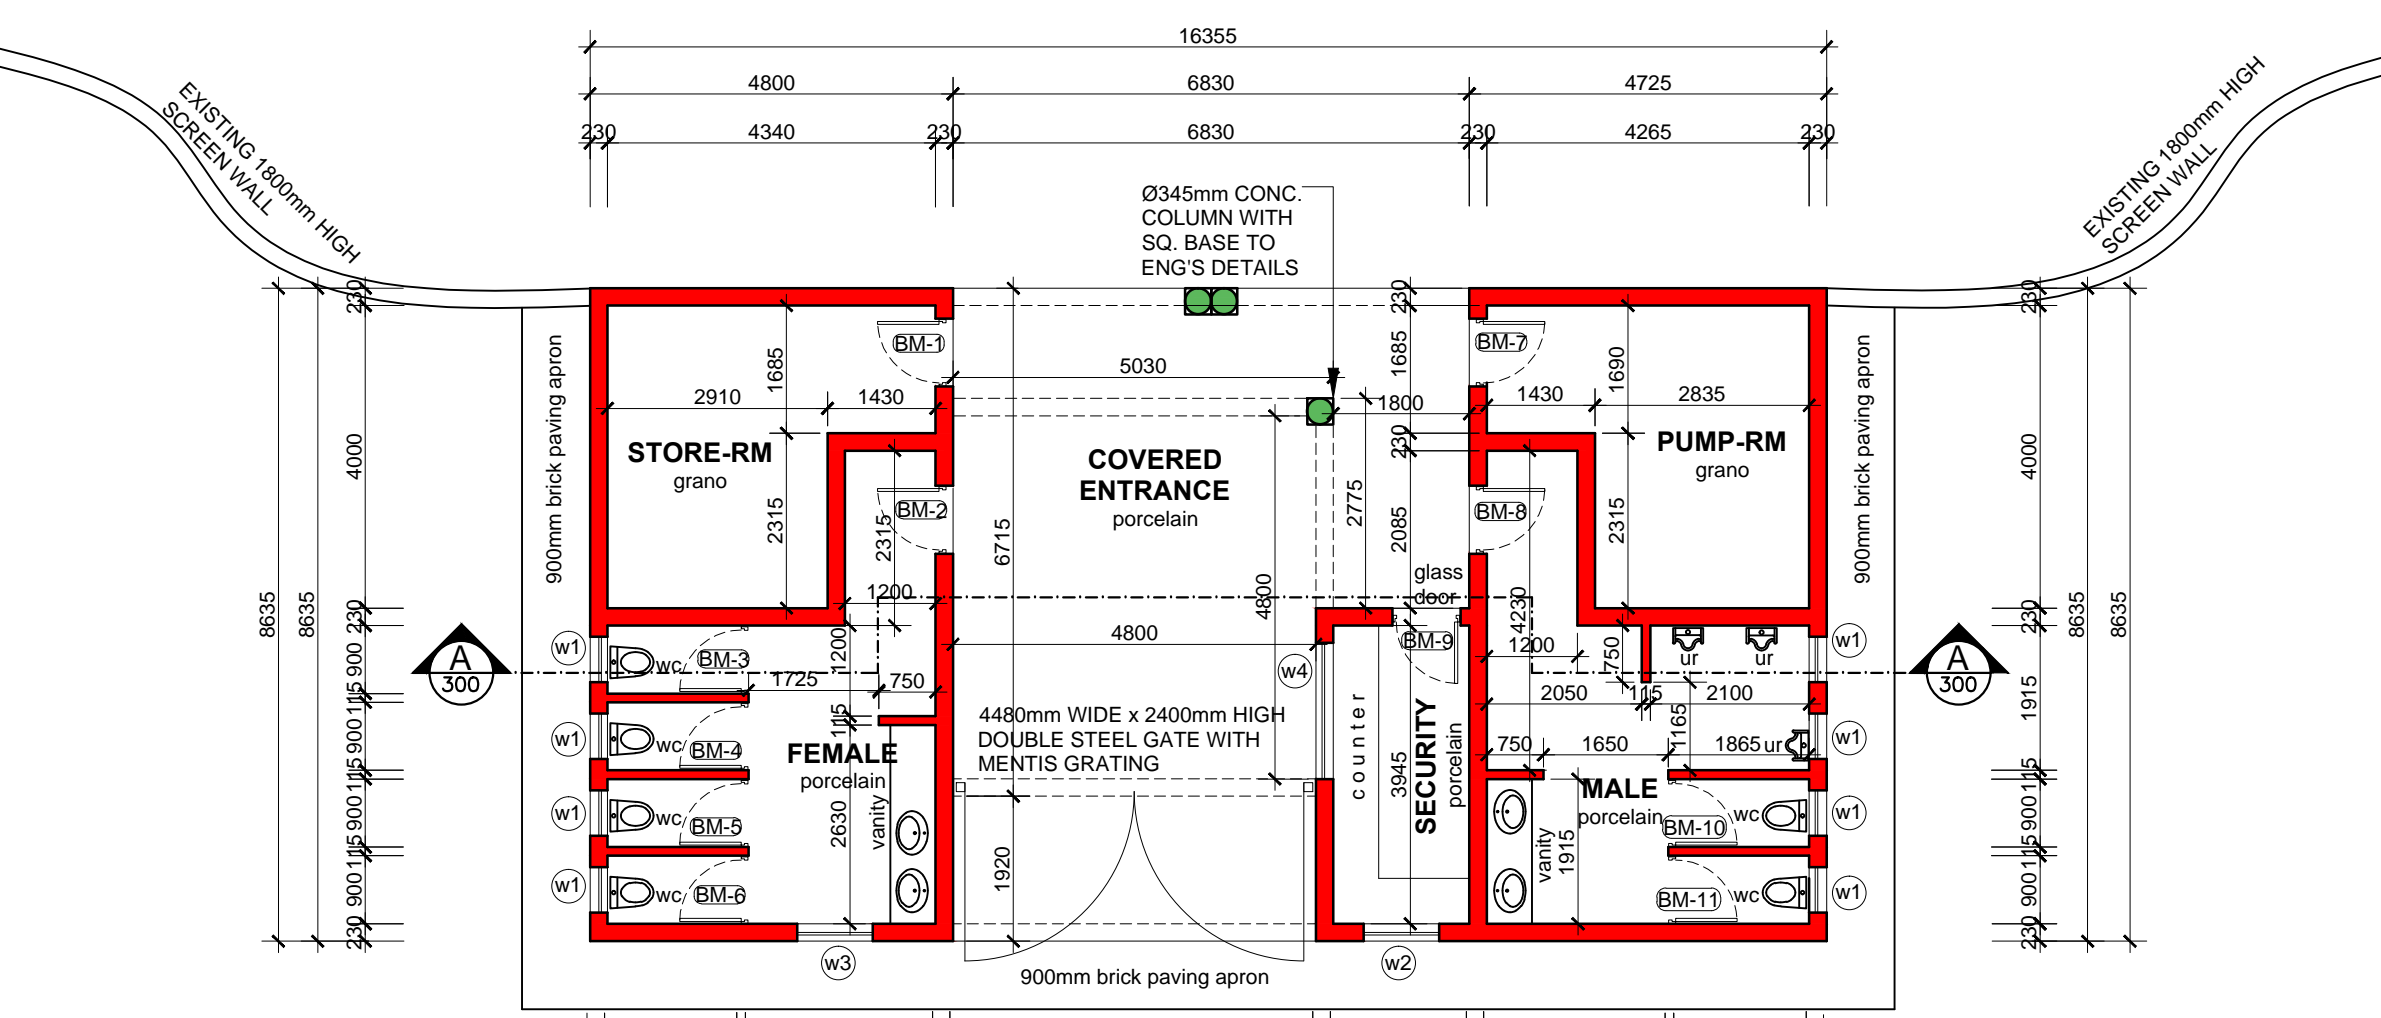 16355
4800 6830 4725
230 4340 230 6830 230 4265 230
EXISTING 1800mm HIGH
SCREEN WALL
EXISTING 1800mm HIGH
SCREEN WALL
Ø345mm CONC.
COLUMN WITH
SQ. BASE TO
ENG'S DETAILS
8635
8635
230
4000
230
900
115
900
115
900
115
900
230
900mm brick paving apron
BM-1
1685
2910 1430
STORE-RM
grano
2315
BM-2
2315
1200
w1
w1
w1
w1
wc
wc
wc
wc
BM-3
BM-4
BM-5
BM-6
1200
1725 750
115
FEMALE
porcelain
2630
vanity
w3
5030
1800
COVERED
ENTRANCE
porcelain
6715
4800
2775
4800
4480mm WIDE x 2400mm HIGH
DOUBLE STEEL GATE WITH
MENTIS GRATING
1920
900mm brick paving apron
230
1685
230
2085
glass
door
BM-9
w4
counter
3945
SECURITY
porcelain
w2
BM-7
1690
1430 2835
PUMP-RM
grano
2315
BM-8
4230
1200
750
ur ur
2050 115 2100
1165
750 1650 1865 ur
MALE
porcelain
vanity
1915
BM-10
BM-11
wc
wc
w1
w1
w1
w1
900mm brick paving apron
230
4000
230
1915
115
900
115
900
230
8635
8635
A
300
A
300